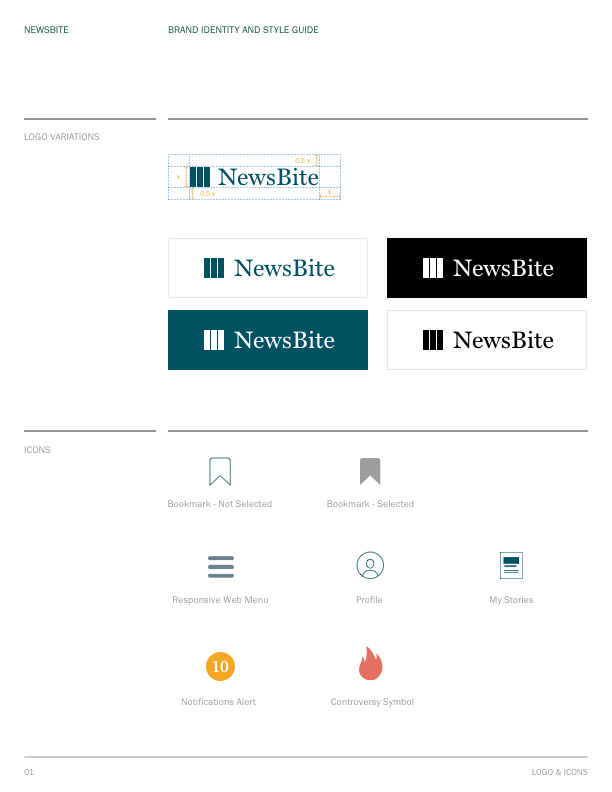 NEWSBITE
BRAND IDENTITY AND STYLE GUIDE
LOGO VARIATIONS
0.5 x
x
NewsBite
0.5 x
x
NewsBite
NewsBite
NewsBite
NewsBite
ICONS
Bookmark - Not Selected
Bookmark - Selected
Responsive Web Menu
Profile
My Stories
10
Notifications Alert
Controversy Symbol
01
LOGO & ICONS